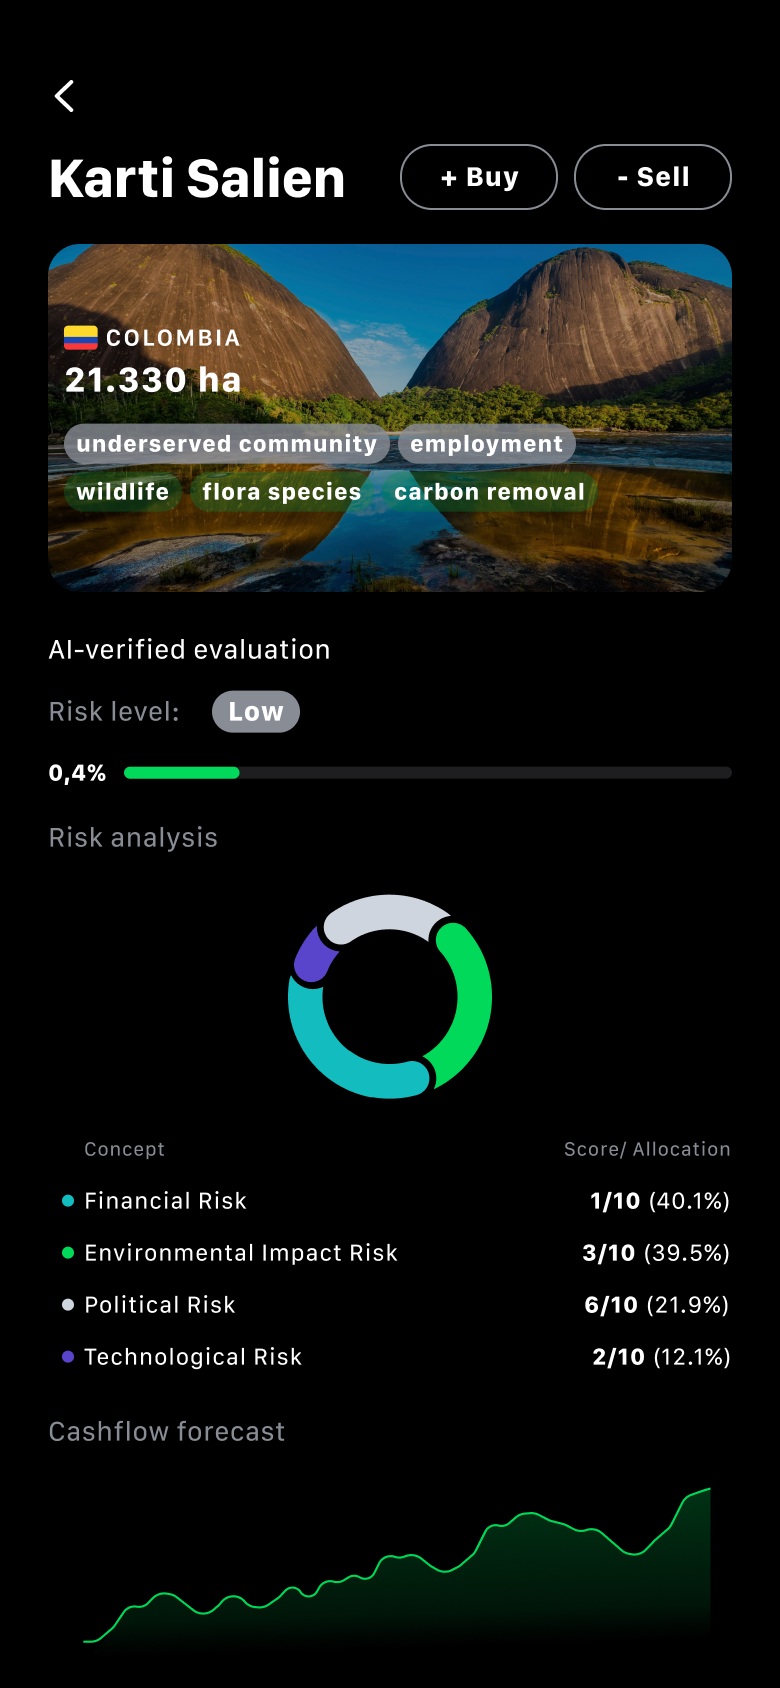 Karti Salien
+ Buy
- Sell
COLOMBIA
21.330 ha
underserved community employment
wildlife flora species carbon removal
AI-verified evaluation
Risk level: Low
0,4%
Risk analysis
Concept Score/ Allocation
Financial Risk 1/10 (40.1%)
Environmental Impact Risk 3/10 (39.5%)
Political Risk 6/10 (21.9%)
Technological Risk 2/10 (12.1%)
Cashflow forecast